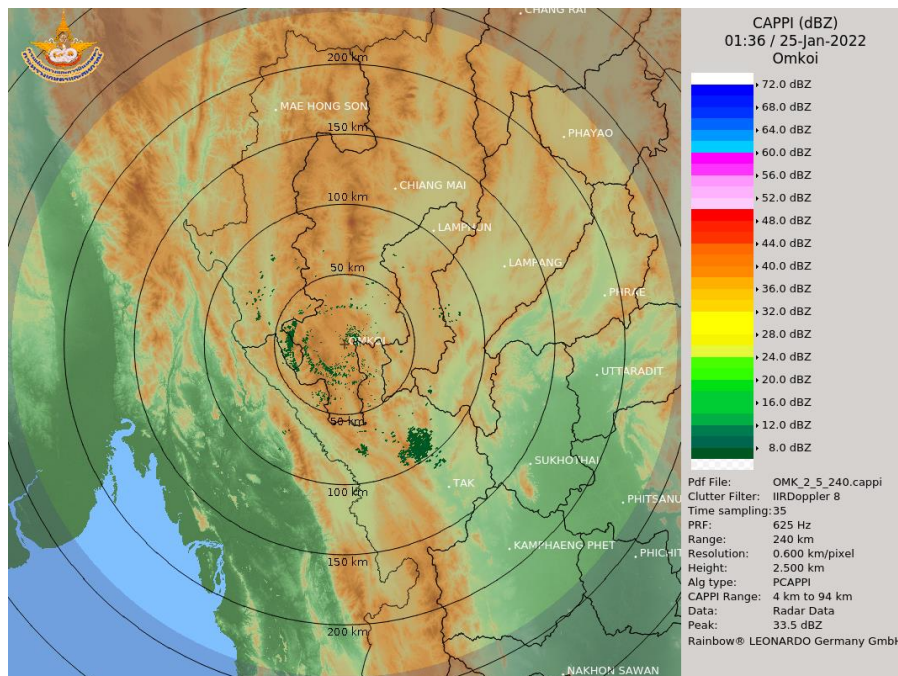 CAPPI (dBZ)
01:36 / 25-Jan-2022
Omkoi
72.0 dBZ
68.0 dBZ
64.0 dBZ
60.0 dBZ
56.0 dBZ
52.0 dBZ
48.0 dBZ
44.0 dBZ
40.0 dBZ
36.0 dBZ
32.0 dBZ
28.0 dBZ
24.0 dBZ
20.0 dBZ
16.0 dBZ
12.0 dBZ
8.0 dBZ
Pdf File: OMK_2_5_240.cappi
Clutter Filter: IIRDoppler 8
Time sampling: 35
PRF: 625 Hz
Range: 240 km
Resolution: 0.600 km/pixel
Height: 2.500 km
Alg type: PCAPPI
CAPPI Range: 4 km to 94 km
Data: Radar Data
Peak: 33.5 dBZ
Rainbow® LEONARDO Germany GmbH
CHANG RAI
200 km
MAE HONG SON
150 km
PHAYAO
CHIANG MAI
100 km
LAMPHUN
LAMPANG
50 km
PHRAE
OMKOI
UTTARADIT
50 km
SUKHOTHAI
TAK
100 km
PHITSANU
KAMPHAENG PHET
PHICHIT
150 km
200 km
NAKHON SAWAN